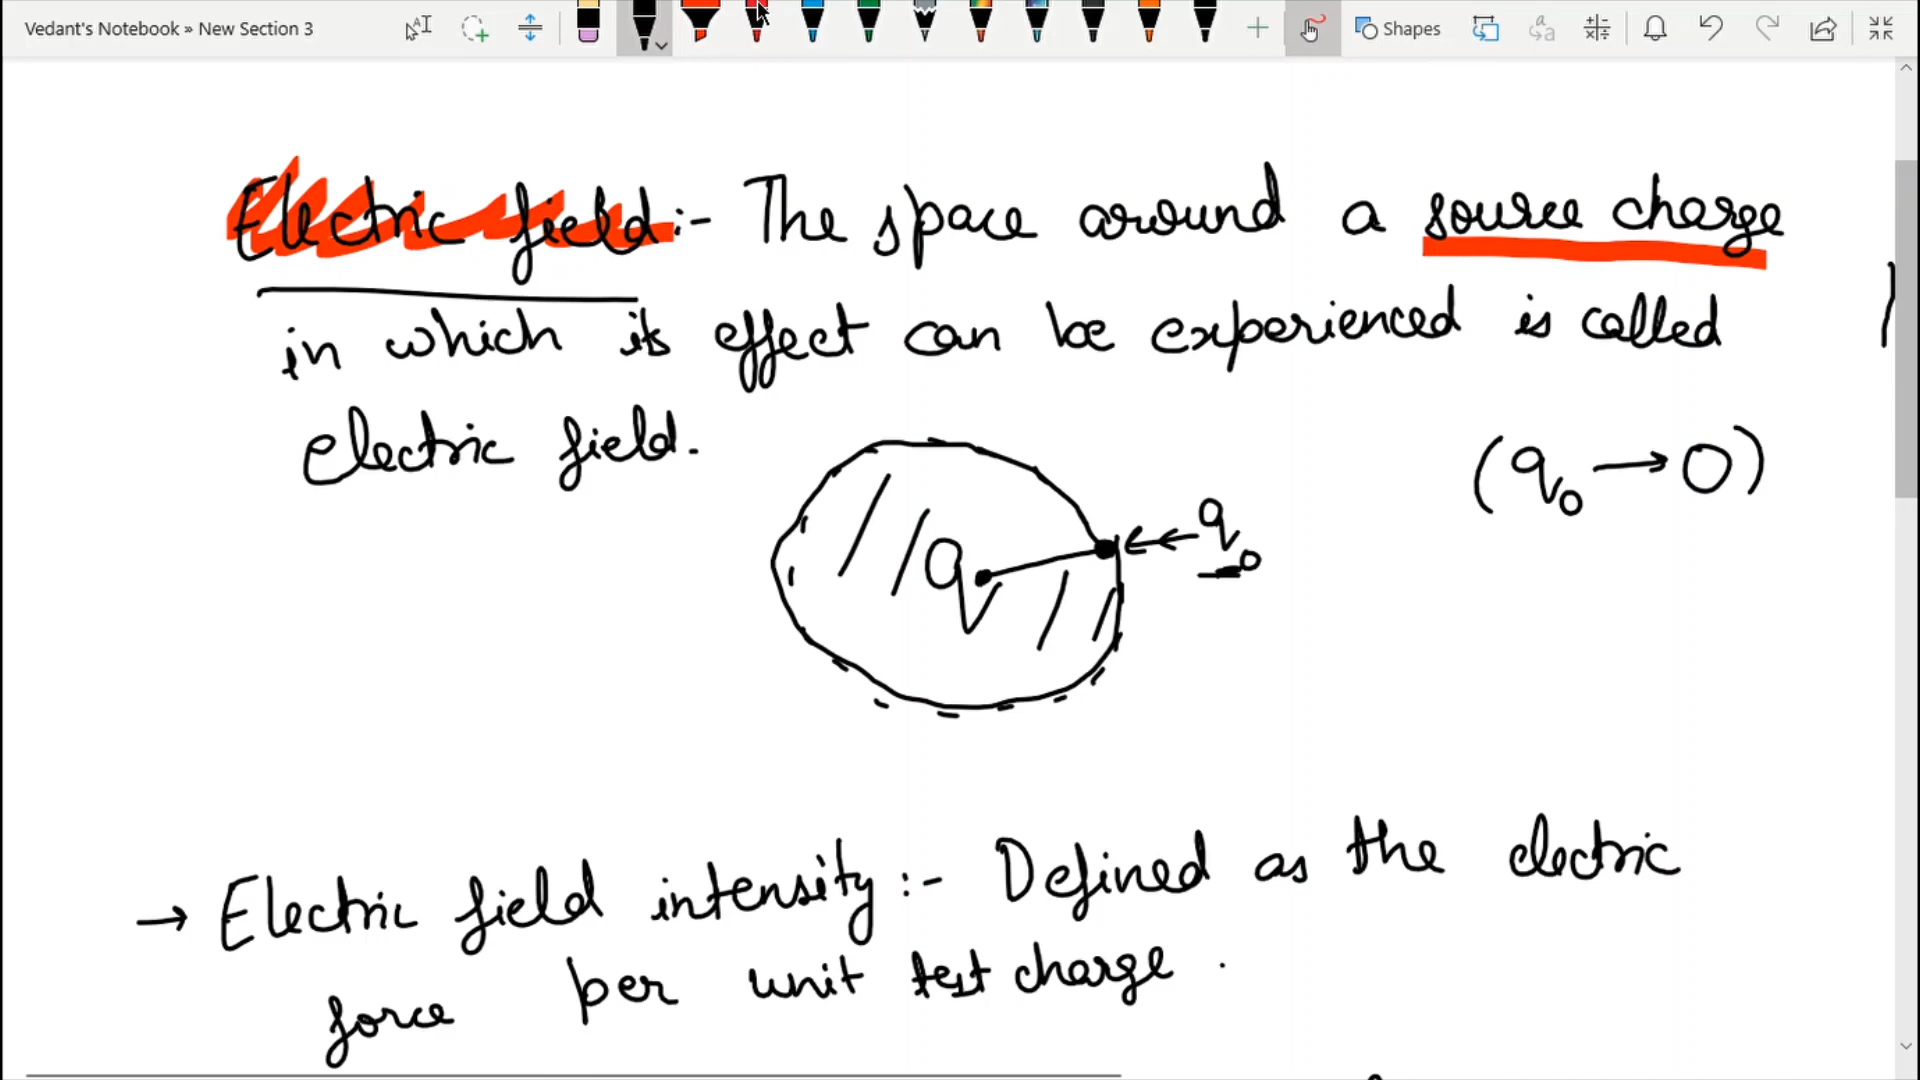 Vedant's Notebook » New Section 3
Shapes
Electric field :- The space around a source charge
in which its effect can be experienced is called
electric field.
(q₀ → 0)
q₀
q
→ Electric field intensity :- Defined as the electric
force per unit test charge.